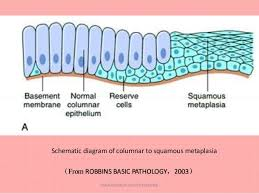 Basement
membrane
Normal
columnar
epithelium
Reserve
cells
Squamous
metaplasia
A
Schematic diagram of columnar to squamous metaplasia
（From ROBBINS BASIC PATHOLOGY，2003）